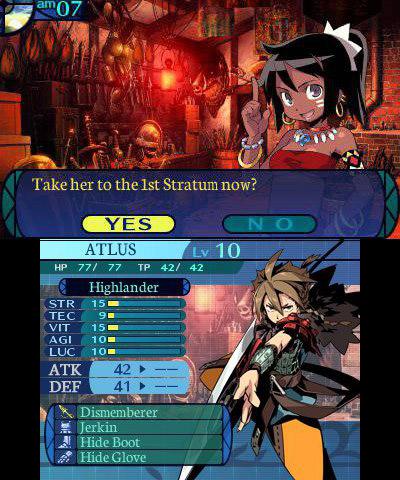 am07
Take her to the 1st Stratum now?
YES NO
ATLUS Lv 10
HP 77/ 77 TP 42/ 42
Highlander
STR 15
TEC 9
VIT 15
AGI 10
LUC 10
ATK 42 ▸ --
DEF 41 ▸ --
Dismemberer
Jerkin
Hide Boot
Hide Glove